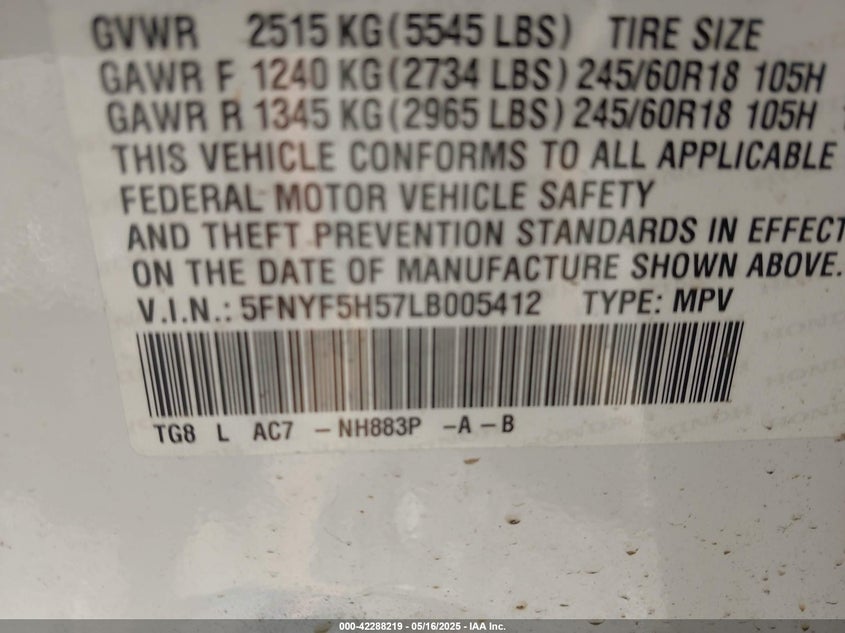 GVWR 2515 KG (5545 LBS) TIRE SIZE
GAWR F 1240 KG (2734 LBS) 245/60R18 105H
GAWR R 1345 KG (2965 LBS) 245/60R18 105H
THIS VEHICLE CONFORMS TO ALL APPLICABLE
FEDERAL MOTOR VEHICLE SAFETY
AND THEFT PREVENTION STANDARDS IN EFFECT
ON THE DATE OF MANUFACTURE SHOWN ABOVE.
V.I.N.: 5FNYF5H57LB005412 TYPE: MPV
TG8 L AC7 -NH883P -A-B
000-42288219 - 05/16/2025 - IAA Inc.